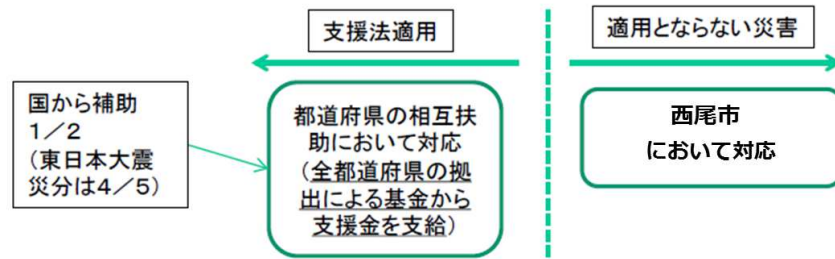 支援法適用
適用とならない災害
国から補助
1/2
(東日本大震
災分は4/5)
都道府県の相互扶
助において対応
(全都道府県の拠
出による基金から
支援金を支給)
西尾市
において対応